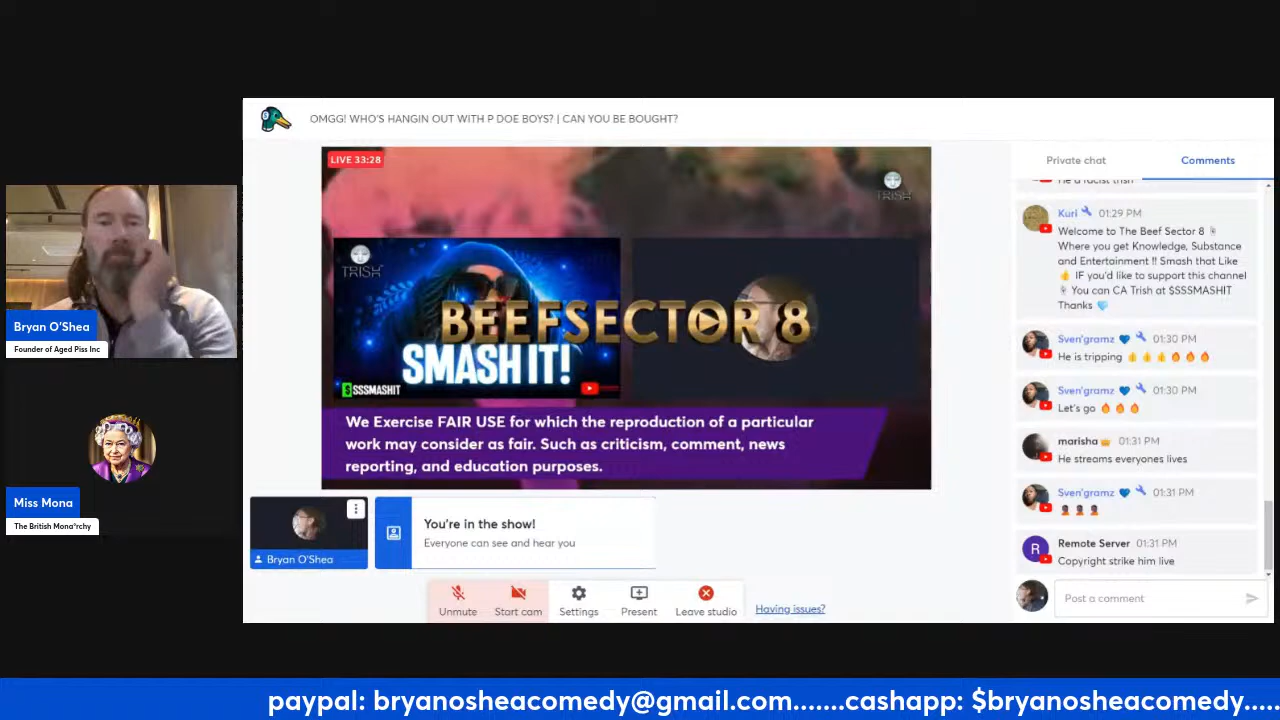 OMGG! WHO'S HANGIN OUT WITH P DOE BOYS? | CAN YOU BE BOUGHT?
LIVE 33:28
TRISH
TRISH
BEEFSECTOR 8
SMASH IT!
$SSSMASHIT
We Exercise FAIR USE for which the reproduction of a particular
work may consider as fair. Such as criticism, comment, news
reporting, and education purposes.
Bryan O'Shea
Founder of Aged Piss Inc
Miss Mona
The British Mona*rchy
Bryan O'Shea
You're in the show!
Everyone can see and hear you
Unmute
Start cam
Settings
Present
Leave studio
Having issues?
Private chat
Comments
He a racist trish
Kuri 01:29 PM
Welcome to The Beef Sector 8 🎙
Where you get Knowledge, Substance
and Entertainment !! Smash that Like
👍 IF you'd like to support this channel
🎙 You can CA Trish at $SSSMASHIT
Thanks 💎
Sven'gramz 💙 01:30 PM
He is tripping 👍👍👍🔥🔥🔥
Sven'gramz 💙 01:30 PM
Let's go 🔥🔥🔥
marisha 01:31 PM
He streams everyones lives
Sven'gramz 💙 01:31 PM
R
Remote Server 01:31 PM
Copyright strike him live
Post a comment
paypal: bryanosheacomedy@gmail.com.......cashapp: $bryanosheacomedy.....